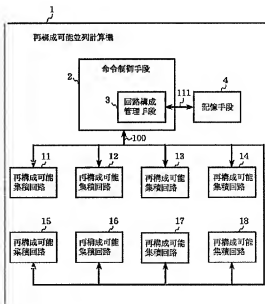 1
再構成可能並列計算機
命令制御手段
2
3
回路構成
管理手段
111
4
記憶手段
100
11
再構成可能
集積回路
12
再構成可能
集積回路
13
再構成可能
集積回路
14
再構成可能
集積回路
15
再構成可能
集積回路
16
再構成可能
集積回路
17
再構成可能
集積回路
18
再構成可能
集積回路